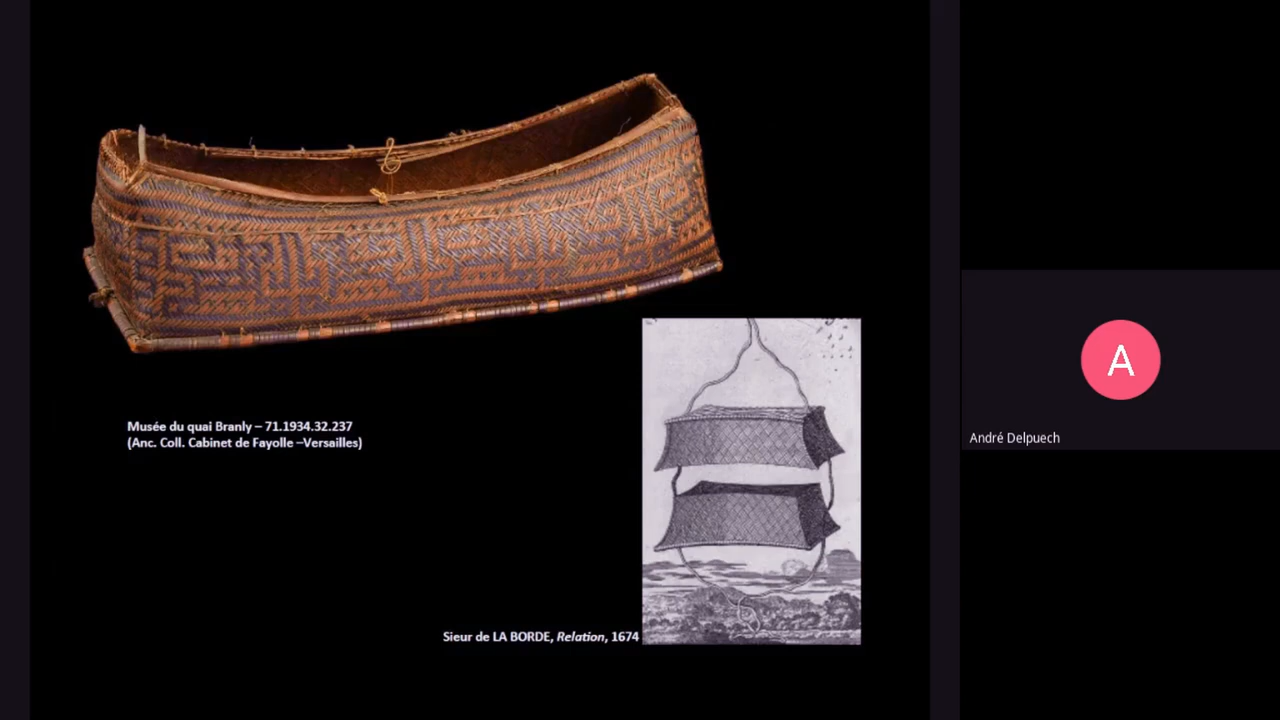 Musée du quai Branly – 71.1934.32.237
(Anc. Coll. Cabinet de Fayolle –Versailles)
Sieur de LA BORDE, Relation, 1674
A
André Delpuech